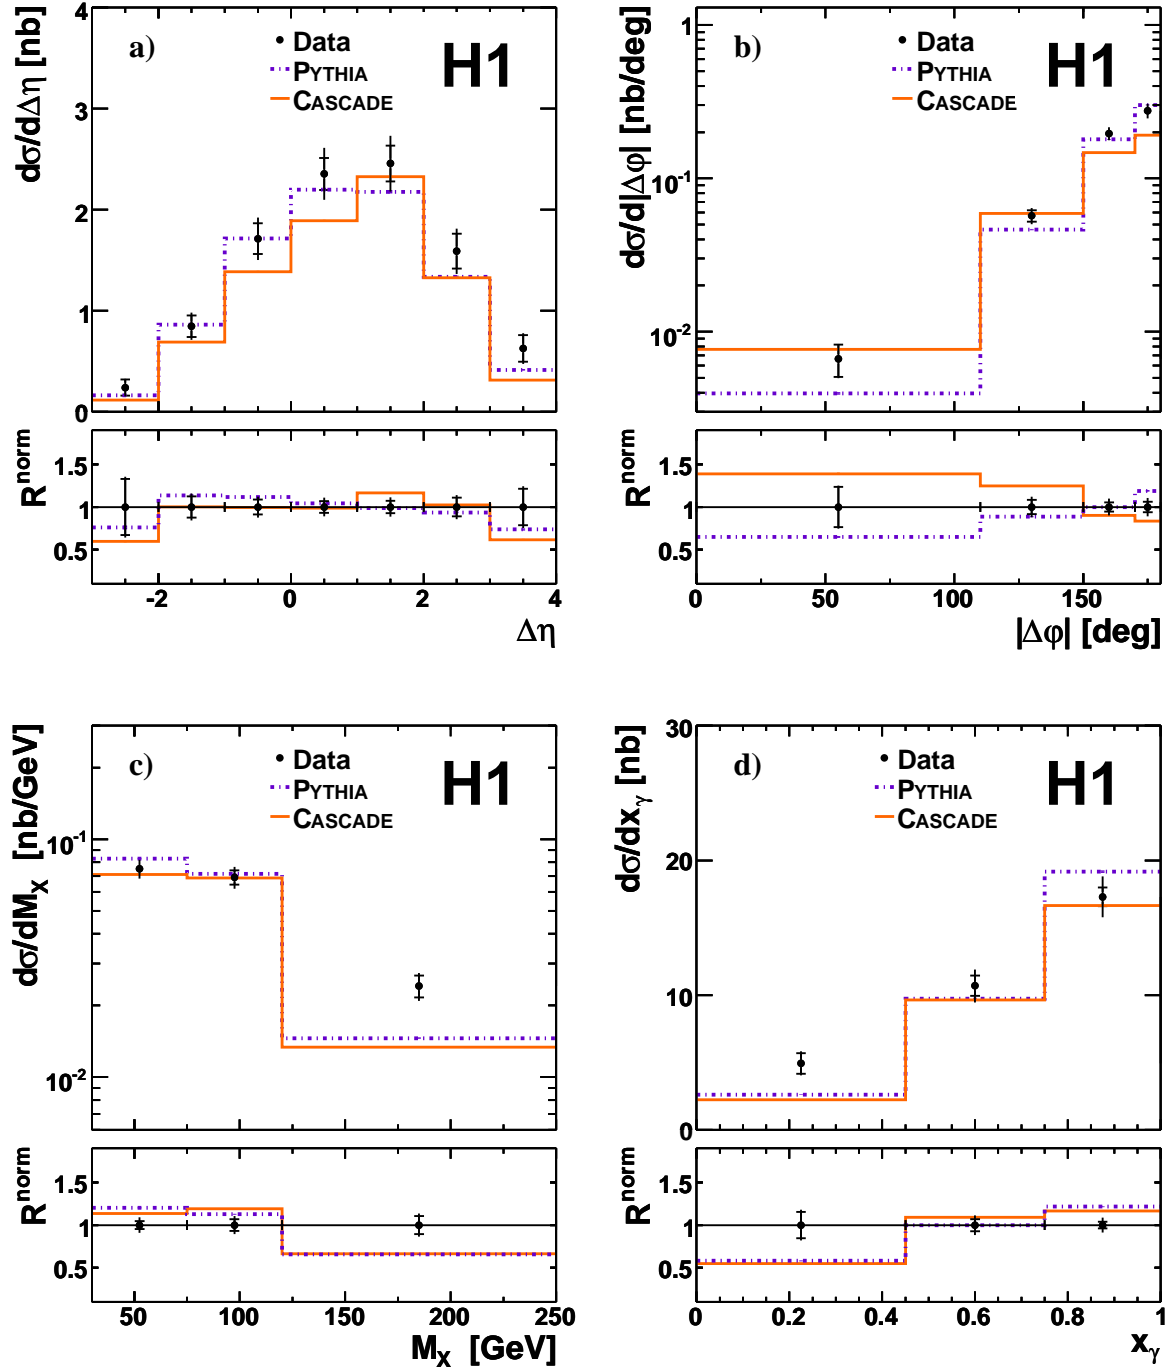 a)
Data
PYTHIA
CASCADE
H1
dσ/dΔη [nb]
4
3
2
1
0
R^norm
1.5
1
0.5
-2 0 2 4
Δη
b)
Data
PYTHIA
CASCADE
H1
dσ/d|Δφ| [nb/deg]
1
10^-1
10^-2
R^norm
1.5
1
0.5
0 50 100 150
|Δφ| [deg]
c)
Data
PYTHIA
CASCADE
H1
dσ/dM_X [nb/GeV]
10^-1
10^-2
R^norm
1.5
1
0.5
50 100 150 200 250
M_X [GeV]
d)
Data
PYTHIA
CASCADE
H1
dσ/dx_γ [nb]
30
20
10
0
R^norm
1.5
1
0.5
0 0.2 0.4 0.6 0.8 1
x_γ